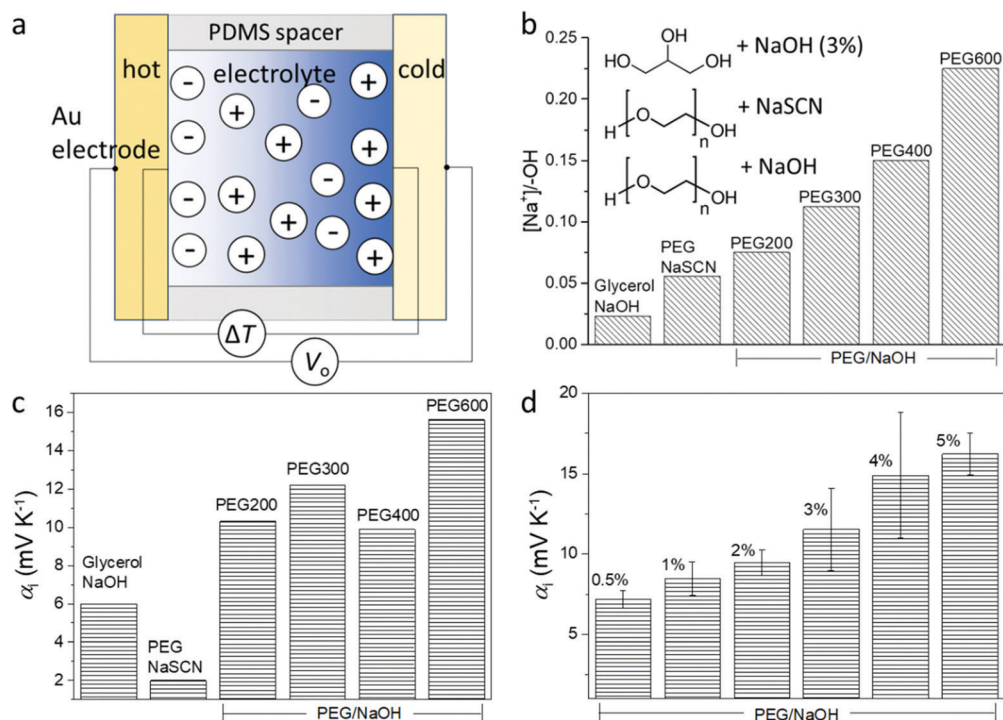 a
PDMS spacer
hot
electrolyte
cold
Au
electrode
ΔT
Vo
b
[Na⁺]/-OH
0.25
0.20
0.15
0.10
0.05
0.00
OH
HO
OH
+ NaOH (3%)
H
O
n
OH
+ NaSCN
H
O
n
OH
+ NaOH
Glycerol
NaOH
PEG
NaSCN
PEG200
PEG300
PEG400
PEG600
PEG/NaOH
c
αi (mV K⁻¹)
16
14
12
10
8
6
4
2
Glycerol
NaOH
PEG
NaSCN
PEG200
PEG300
PEG400
PEG600
PEG/NaOH
d
αi (mV K⁻¹)
20
15
10
5
0.5%
1%
2%
3%
4%
5%
PEG/NaOH